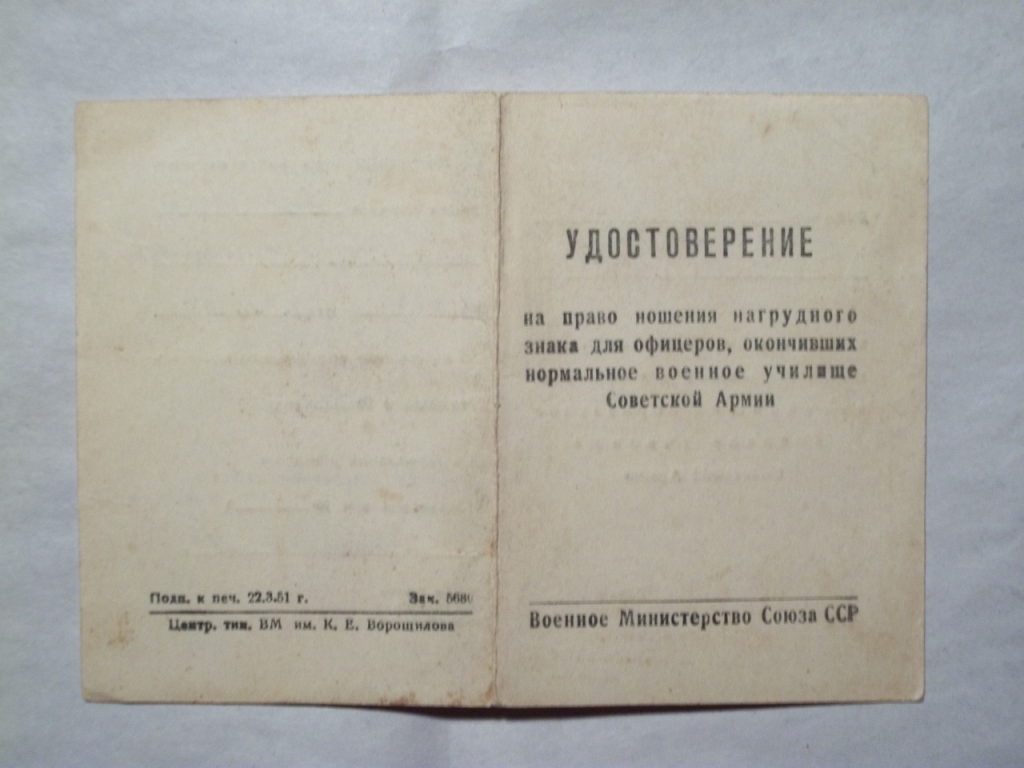 УДОСТОВЕРЕНИЕ
на право ношения нагрудного
знака для офицеров, окончивших
нормальное военное училище
Советской Армии
Военное Министерство Союза ССР
Подп. к печ. 22.3.51 г. Зак. 5680
Центр. тип. ВМ им. К. Е. Ворошилова